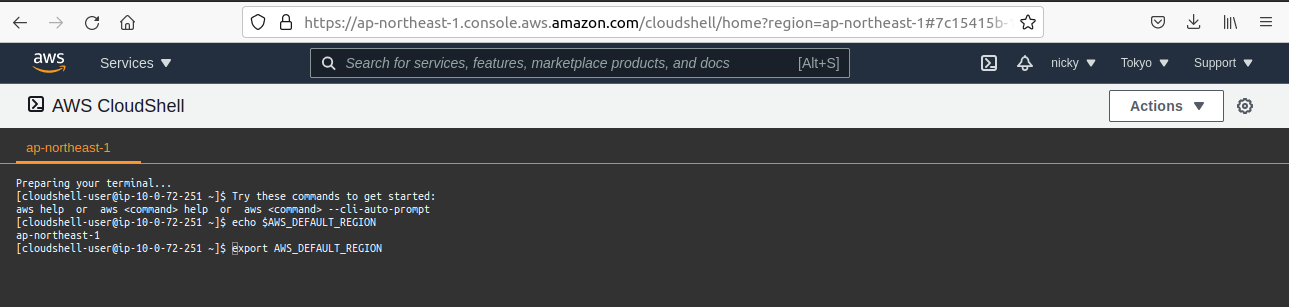 https://ap-northeast-1.console.aws.amazon.com/cloudshell/home?region=ap-northeast-1#7c15415b-
aws
Services
Search for services, features, marketplace products, and docs
[Alt+S]
nicky
Tokyo
Support
AWS CloudShell
Actions
ap-northeast-1
Preparing your terminal...
[cloudshell-user@ip-10-0-72-251 ~]$ Try these commands to get started:
aws help or aws <command> help or aws <command> --cli-auto-prompt
[cloudshell-user@ip-10-0-72-251 ~]$ echo $AWS_DEFAULT_REGION
ap-northeast-1
[cloudshell-user@ip-10-0-72-251 ~]$ export AWS_DEFAULT_REGION